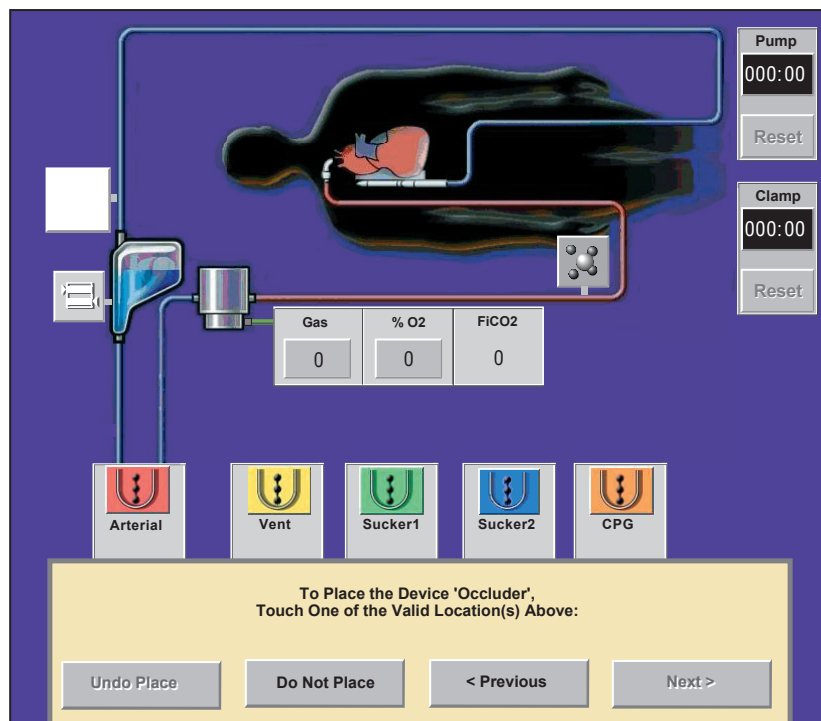 Pump
000:00
Reset
Clamp
000:00
Reset
Gas
% O2
FiCO2
0
0
0
Arterial
Vent
Sucker1
Sucker2
CPG
To Place the Device 'Occluder',
Touch One of the Valid Location(s) Above:
Undo Place
Do Not Place
< Previous
Next >